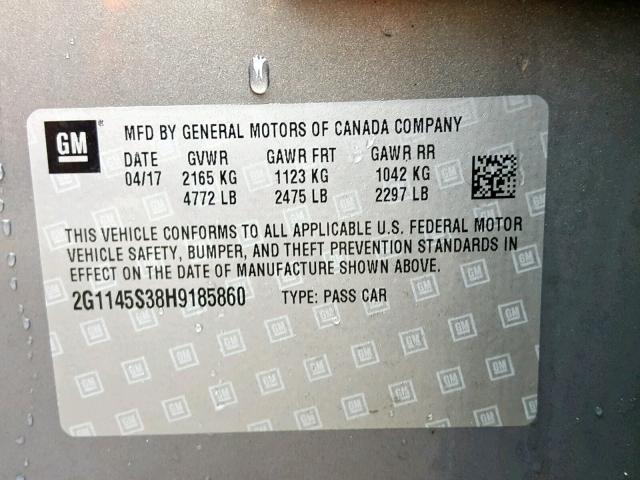 GM ® MFD BY GENERAL MOTORS OF CANADA COMPANY
DATE GVWR GAWR FRT GAWR RR
04/17 2165 KG 1123 KG 1042 KG
4772 LB 2475 LB 2297 LB
THIS VEHICLE CONFORMS TO ALL APPLICABLE U.S. FEDERAL MOTOR
VEHICLE SAFETY, BUMPER, AND THEFT PREVENTION STANDARDS IN
EFFECT ON THE DATE OF MANUFACTURE SHOWN ABOVE.
2G1145S38H9185860 TYPE: PASS CAR